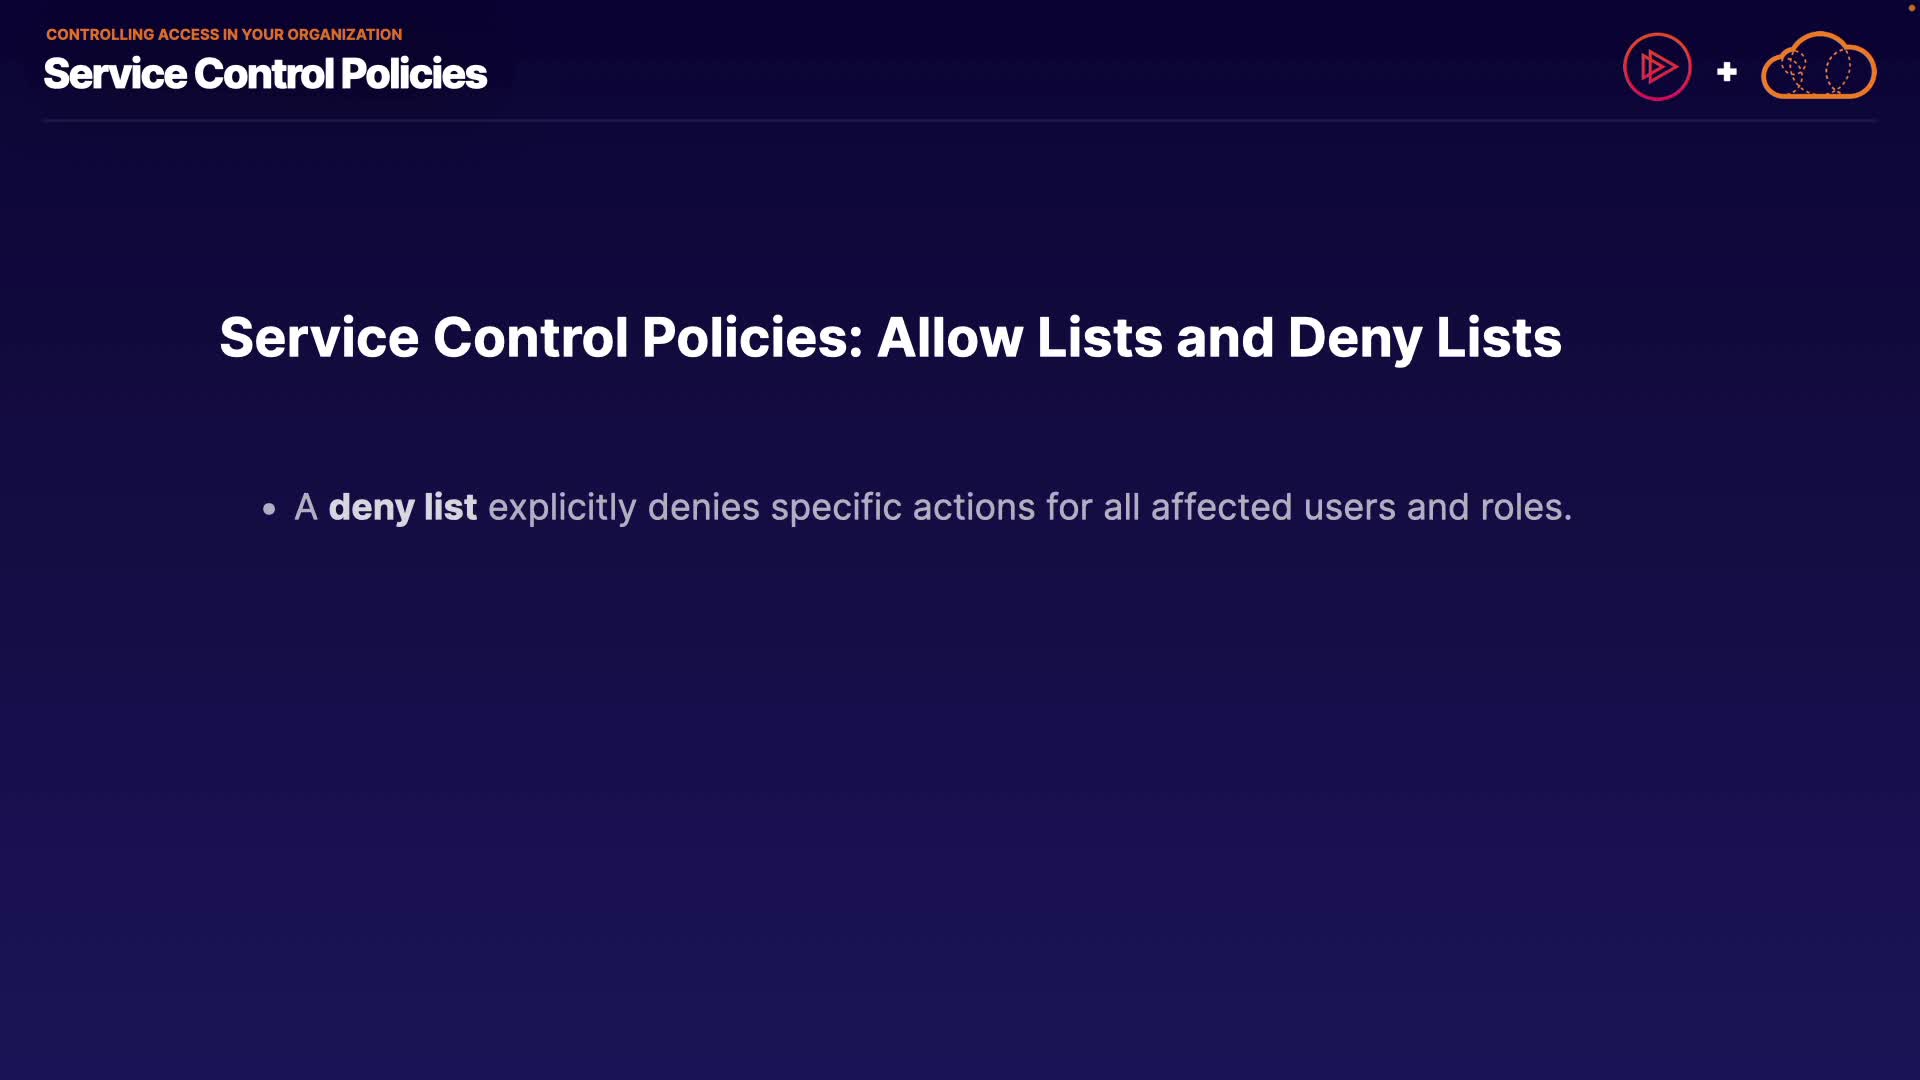 CONTROLLING ACCESS IN YOUR ORGANIZATION
Service Control Policies
Service Control Policies: Allow Lists and Deny Lists
• A deny list explicitly denies specific actions for all affected users and roles.